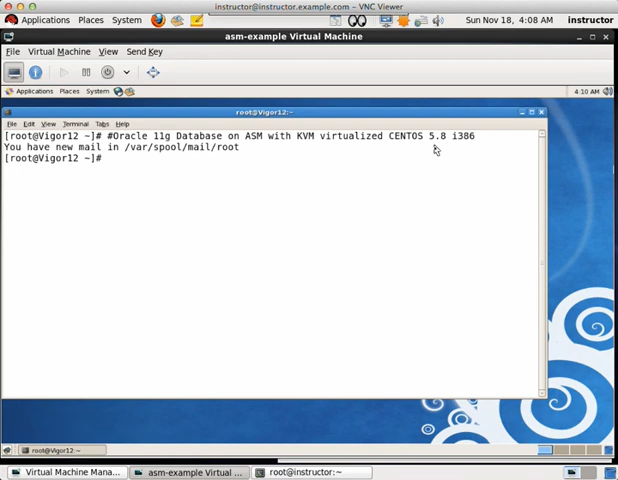 instructor@instructor.example.com – VNC Viewer
Applications Places System Sun Nov 18, 4:08 AM instructor
asm-example Virtual Machine
File Virtual Machine View Send Key
Applications Places System 4:10 AM
root@Vigor12:~
File Edit View Terminal Tabs Help
[root@Vigor12 ~]# #Oracle 11g Database on ASM with KVM virtualized CENTOS 5.8 i386
You have new mail in /var/spool/mail/root
[root@Vigor12 ~]#
root@Vigor12:~
Virtual Machine Mana... asm-example Virtual ... root@instructor:~